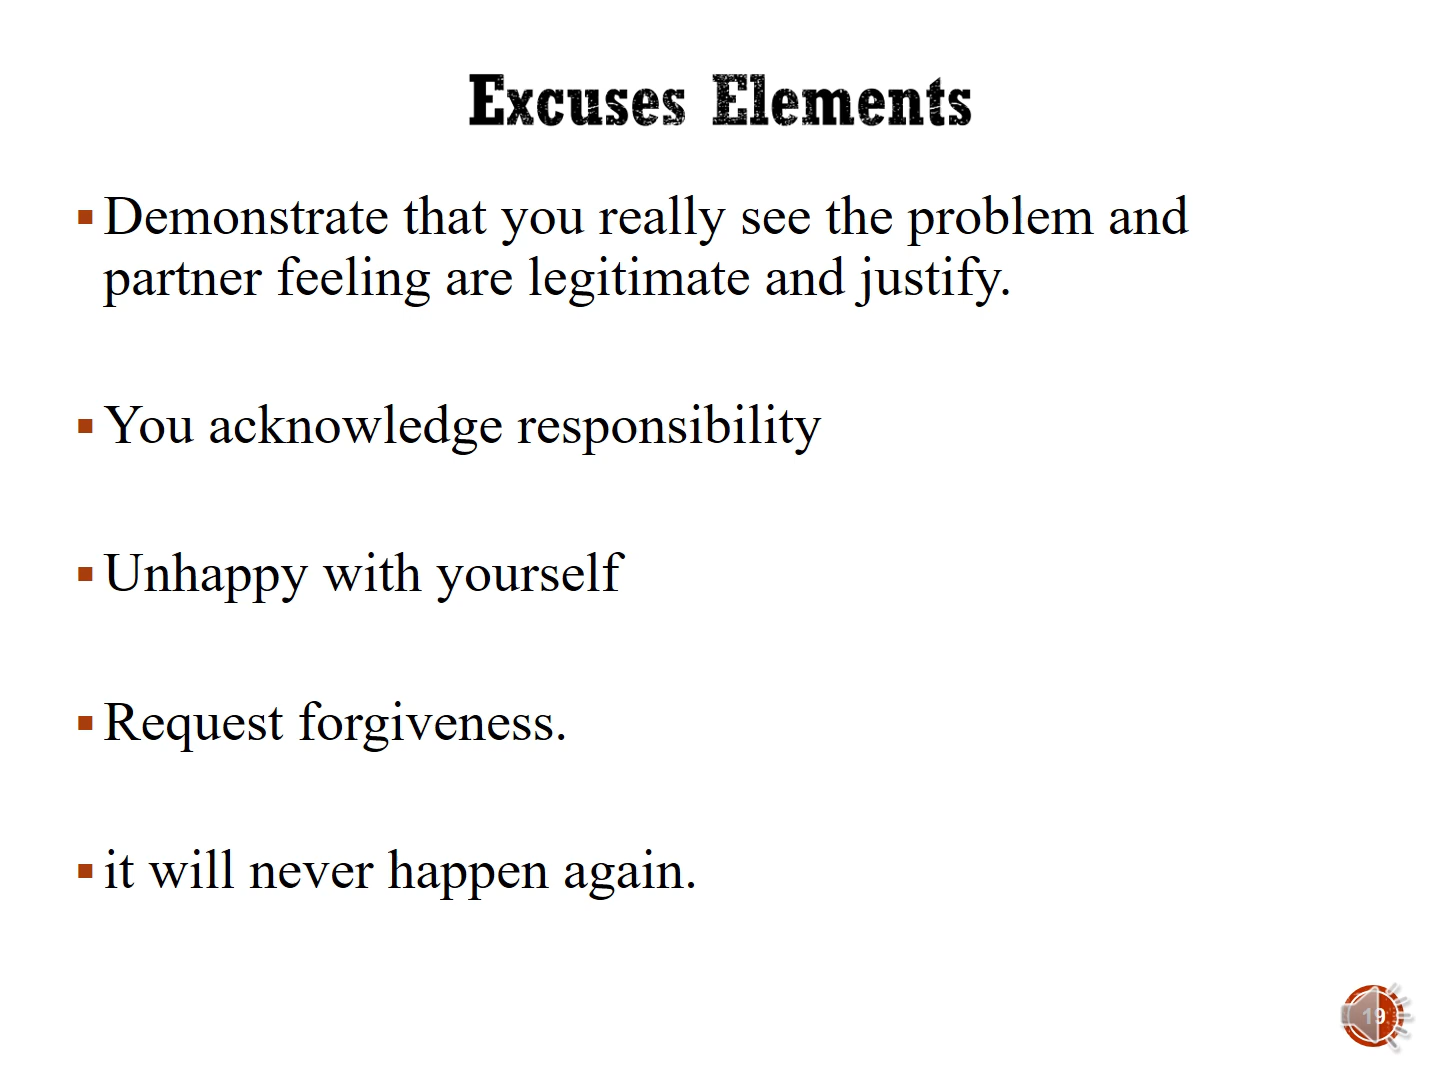 Excuses Elements
▪ Demonstrate that you really see the problem and
partner feeling are legitimate and justify.
▪ You acknowledge responsibility
▪ Unhappy with yourself
▪ Request forgiveness.
▪ it will never happen again.
19